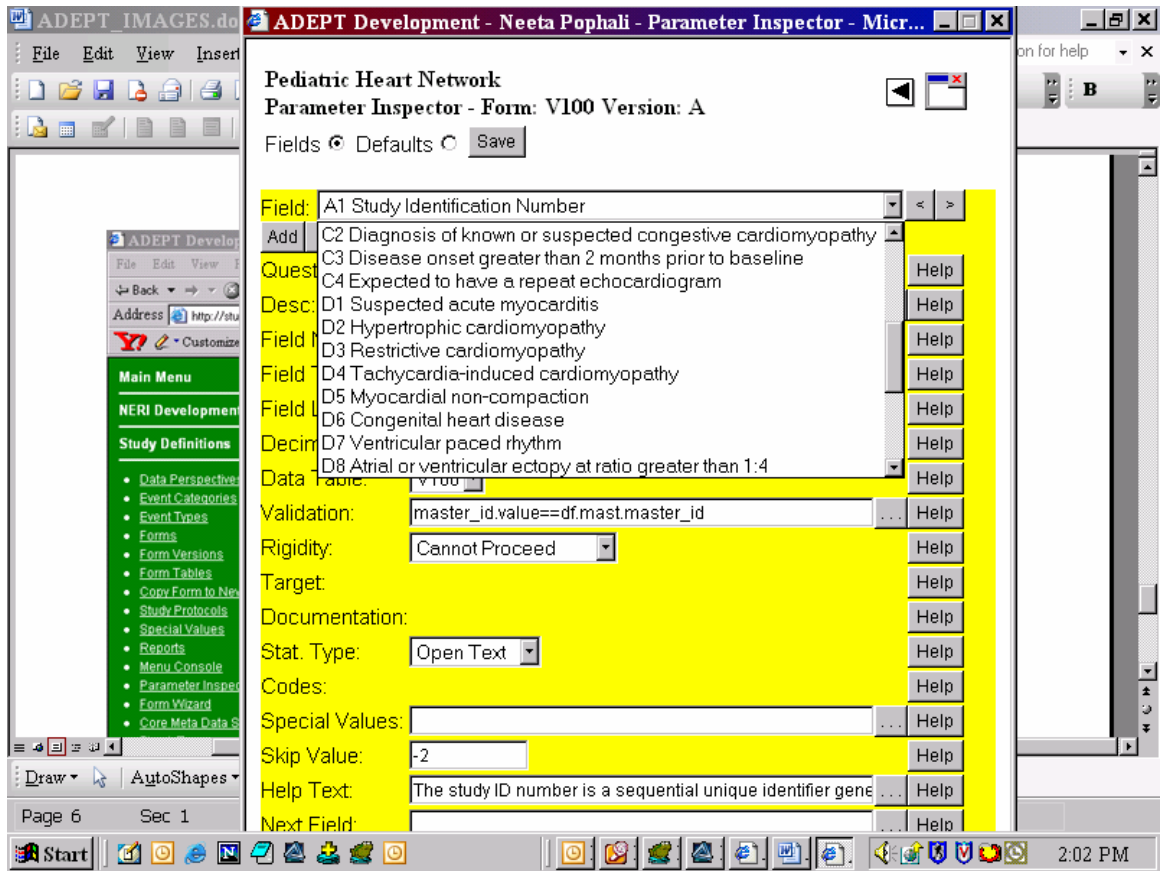 ADEPT_IMAGES.do
ADEPT Development - Neeta Pophali - Parameter Inspector - Micr...
File Edit View Insert
on for help
B
Pediatric Heart Network
Parameter Inspector - Form: V100 Version: A
Fields Defaults Save
Field: A1 Study Identification Number < >
Add
C2 Diagnosis of known or suspected congestive cardiomyopathy
C3 Disease onset greater than 2 months prior to baseline
C4 Expected to have a repeat echocardiogram
D1 Suspected acute myocarditis
D2 Hypertrophic cardiomyopathy
D3 Restrictive cardiomyopathy
D4 Tachycardia-induced cardiomyopathy
D5 Myocardial non-compaction
D6 Congenital heart disease
D7 Ventricular paced rhythm
D8 Atrial or ventricular ectopy at ratio greater than 1:4
Quest Help
Desc: Help
Field N Help
Field T Help
Field L Help
Decim Help
Data Table: V100 Help
Validation: master_id.value==df.mast.master_id ... Help
Rigidity: Cannot Proceed Help
Target: Help
Documentation: Help
Stat. Type: Open Text Help
Codes: Help
Special Values: ... Help
Skip Value: -2 Help
Help Text: The study ID number is a sequential unique identifier gene ... Help
Next Field: ... Help
ADEPT Develop
File Edit View
Back
Address http://stu
Y! Customize
Main Menu
NERI Development
Study Definitions
Data Perspective
Event Categories
Event Types
Forms
Form Versions
Form Tables
Copy Form to New
Study Protocols
Special Values
Reports
Menu Console
Parameter Inspec
Form Wizard
Core Meta Data S
Draw AutoShapes
Page 6 Sec 1
Start
2:02 PM